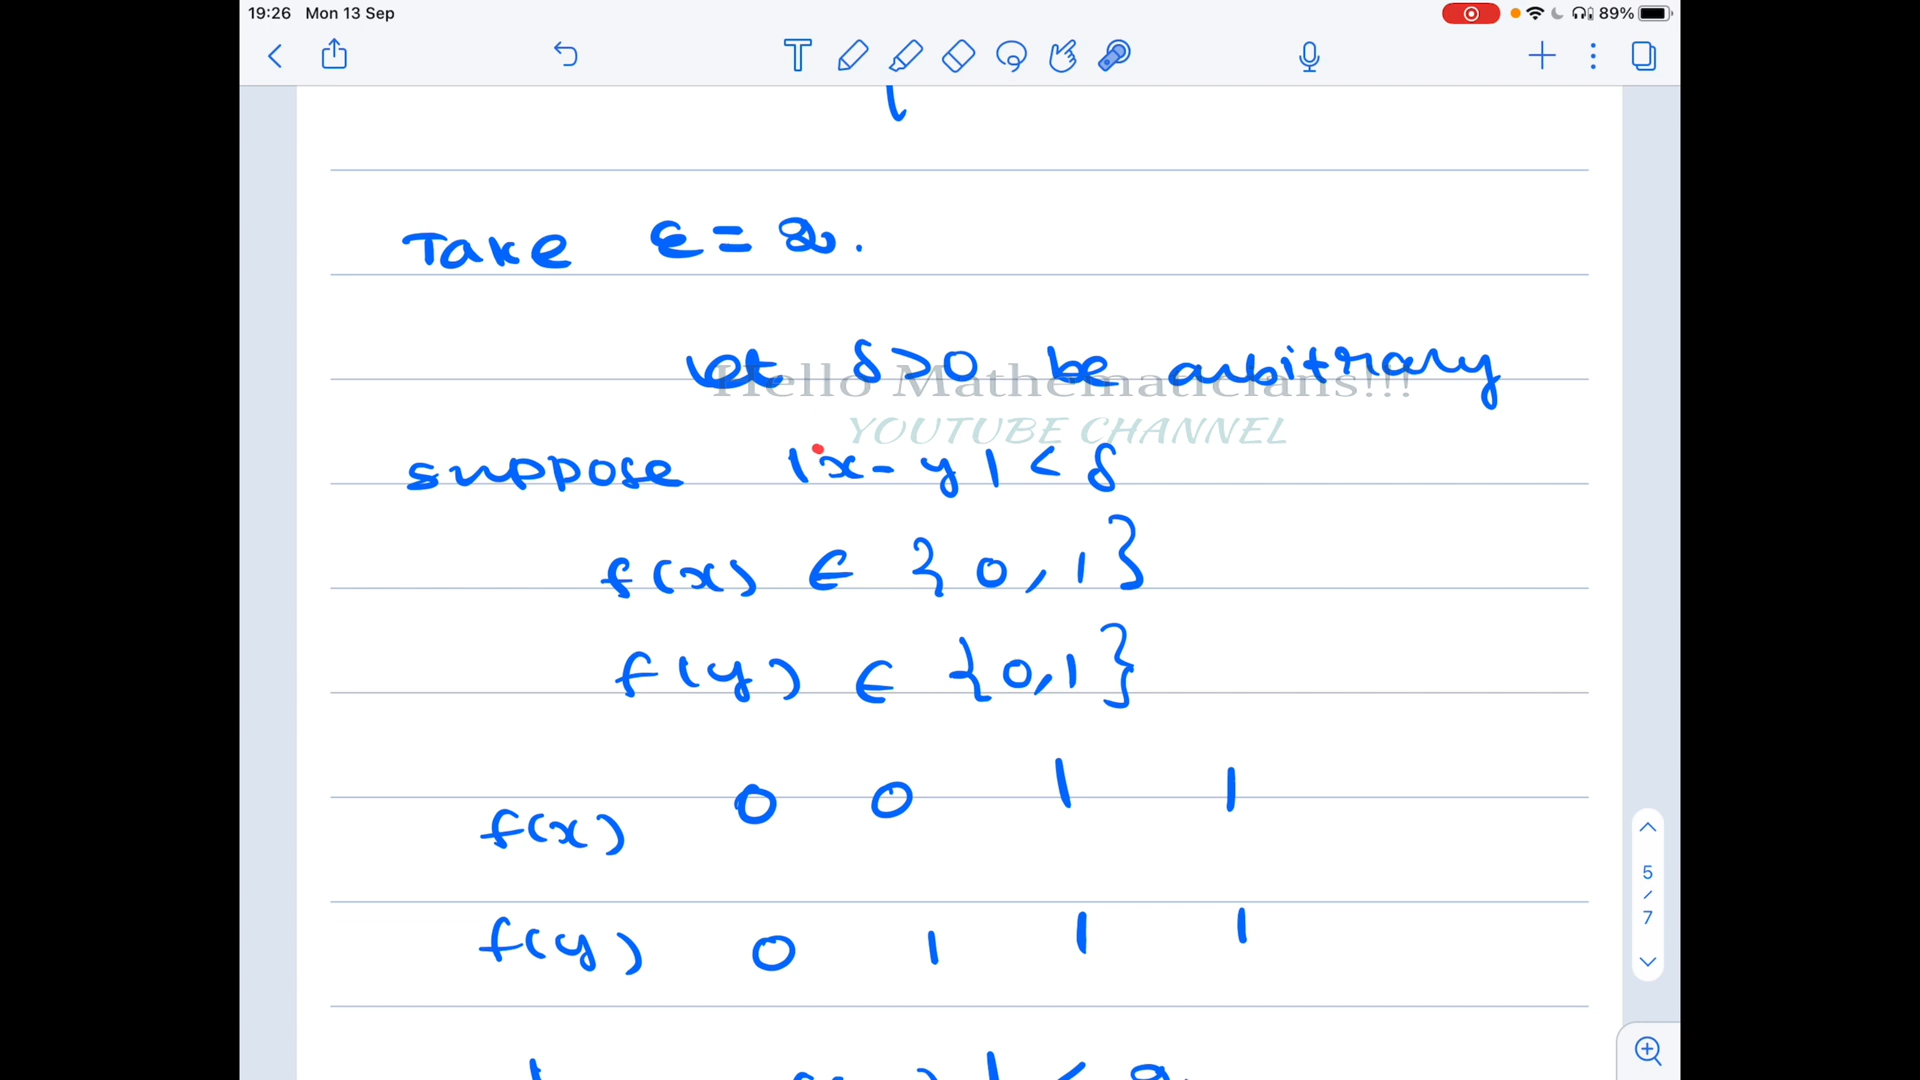 19:26 Mon 13 Sep 89%
Take ε = 2.
let δ>0 be arbitrary
Hello Mathematicians!!!
YOUTUBE CHANNEL
suppose |x-y| < δ
f(x) ∈ {0,1}
f(y) ∈ {0,1}
f(x) 0 0 1 1
f(y) 0 1 1 1
5
/
7